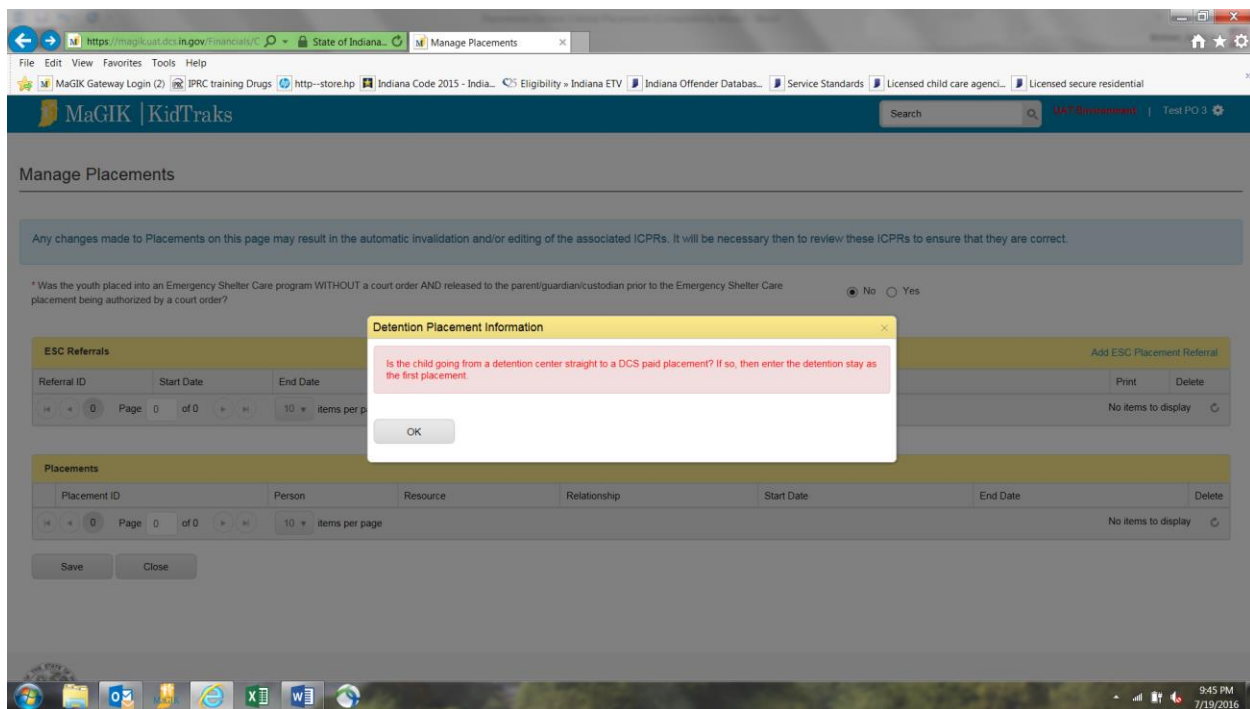 https://magik.uat.dcs.in.gov/Financials/C
State of Indiana...
Manage Placements
File Edit View Favorites Tools Help
MaGIK Gateway Login (2) IPRC training Drugs http--store.hp Indiana Code 2015 - India... Eligibility » Indiana ETV Indiana Offender Databas... Service Standards Licensed child care agenci... Licensed secure residential
MaGIK | KidTraks
Search
UAT Environment | Test PO 3
Manage Placements
Any changes made to Placements on this page may result in the automatic invalidation and/or editing of the associated ICPRs. It will be necessary then to review these ICPRs to ensure that they are correct.
* Was the youth placed into an Emergency Shelter Care program WITHOUT a court order AND released to the parent/guardian/custodian prior to the Emergency Shelter Care
placement being authorized by a court order?
No Yes
Detention Placement Information
Is the child going from a detention center straight to a DCS paid placement? If so, then enter the detention stay as
the first placement.
OK
ESC Referrals
Add ESC Placement Referral
Referral ID Start Date End Date Print Delete
0 Page 0 of 0 10 items per p No items to display
Placements
Placement ID Person Resource Relationship Start Date End Date Delete
0 Page 0 of 0 10 items per page No items to display
Save Close
9:45 PM
7/19/2016